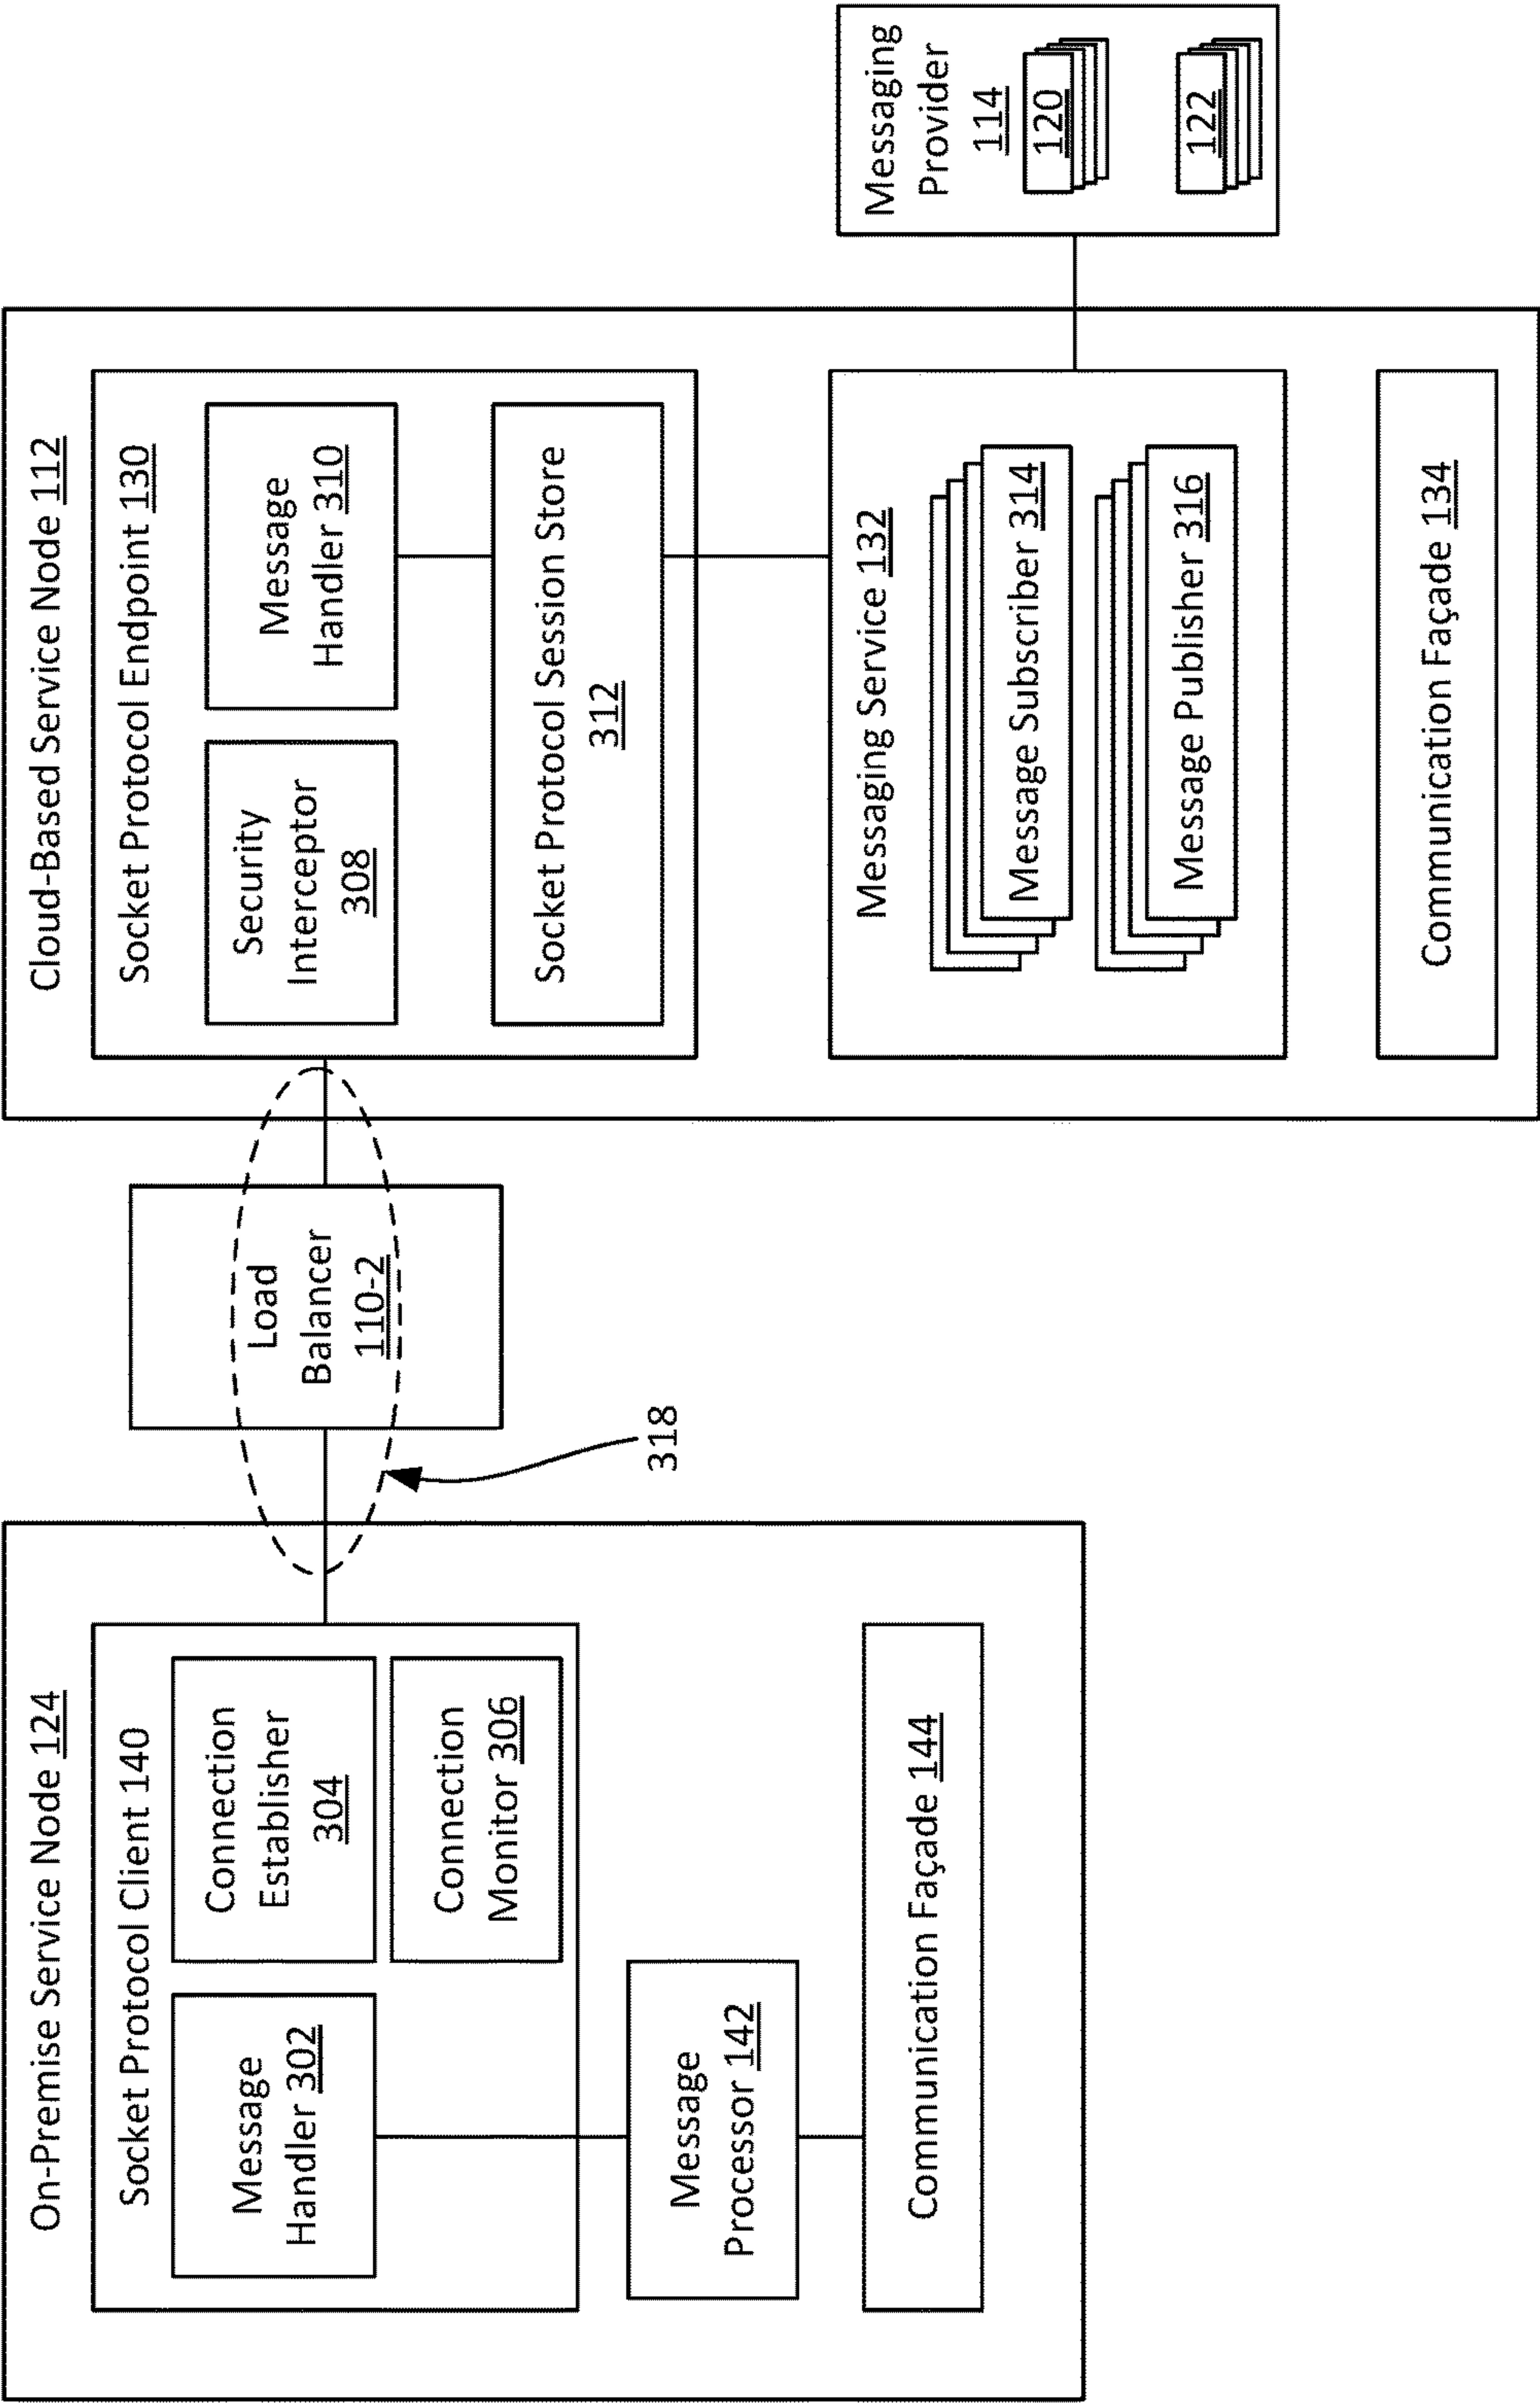 On-Premise Service Node 124
Socket Protocol Client 140
Message
Handler 302
Connection
Establisher
304
Connection
Monitor 306
Message
Processor 142
Communication Façade 144
318
Load
Balancer
110-2
Cloud-Based Service Node 112
Socket Protocol Endpoint 130
Security
Interceptor
308
Message
Handler 310
Socket Protocol Session Store
312
Messaging Service 132
Message Subscriber 314
Message Publisher 316
Communication Façade 134
Messaging
Provider
114
120
122